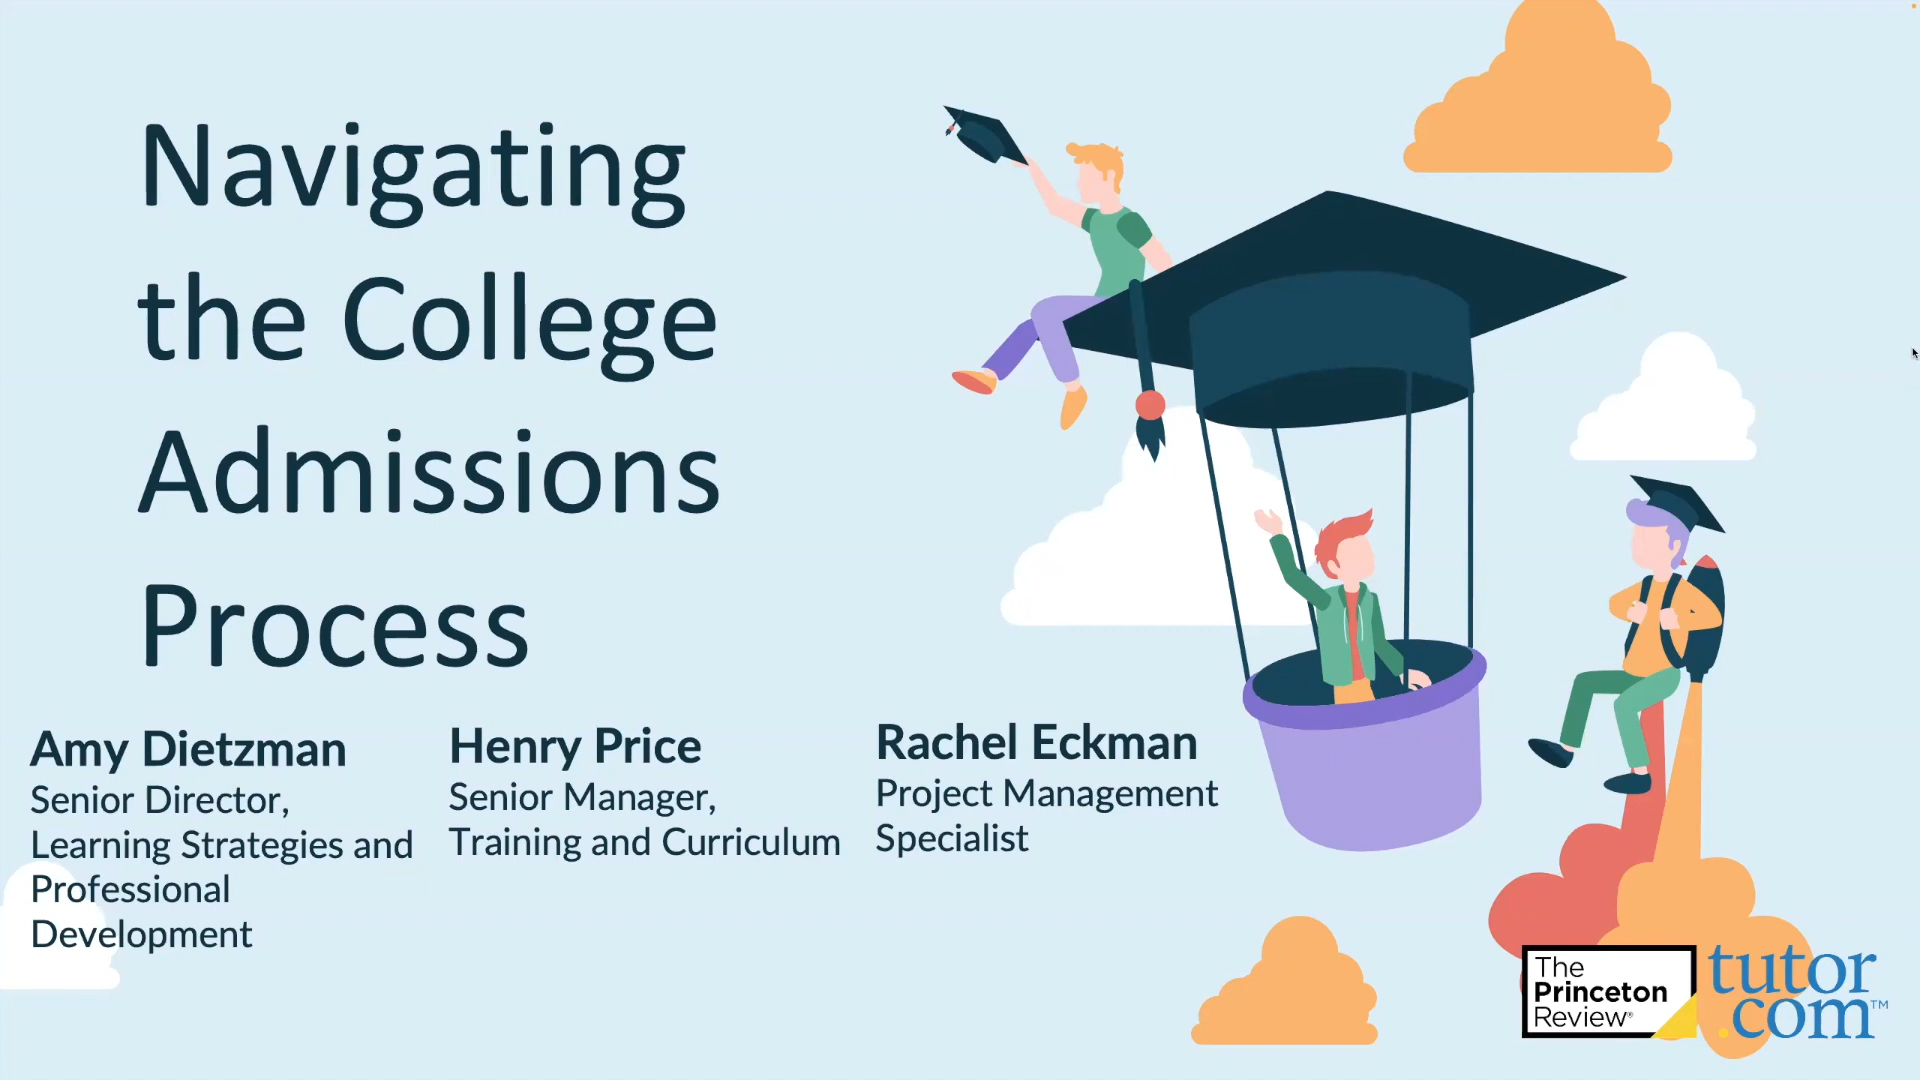 Navigating
the College
Admissions
Process
Amy Dietzman
Senior Director,
Learning Strategies and
Professional
Development
Henry Price
Senior Manager,
Training and Curriculum
Rachel Eckman
Project Management
Specialist
The
Princeton
Review®
tutor
.com™